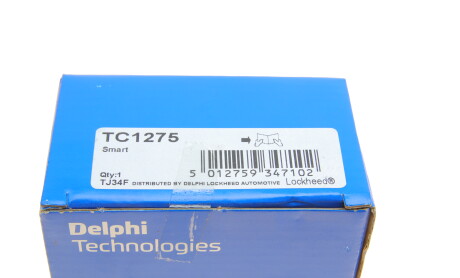 TC1275
Smart
5 012759 347102
Qty:1
TJ34F DISTRIBUTED BY DELPHI LOCKHEED AUTOMOTIVE Lockheed®
Delphi
Technologies